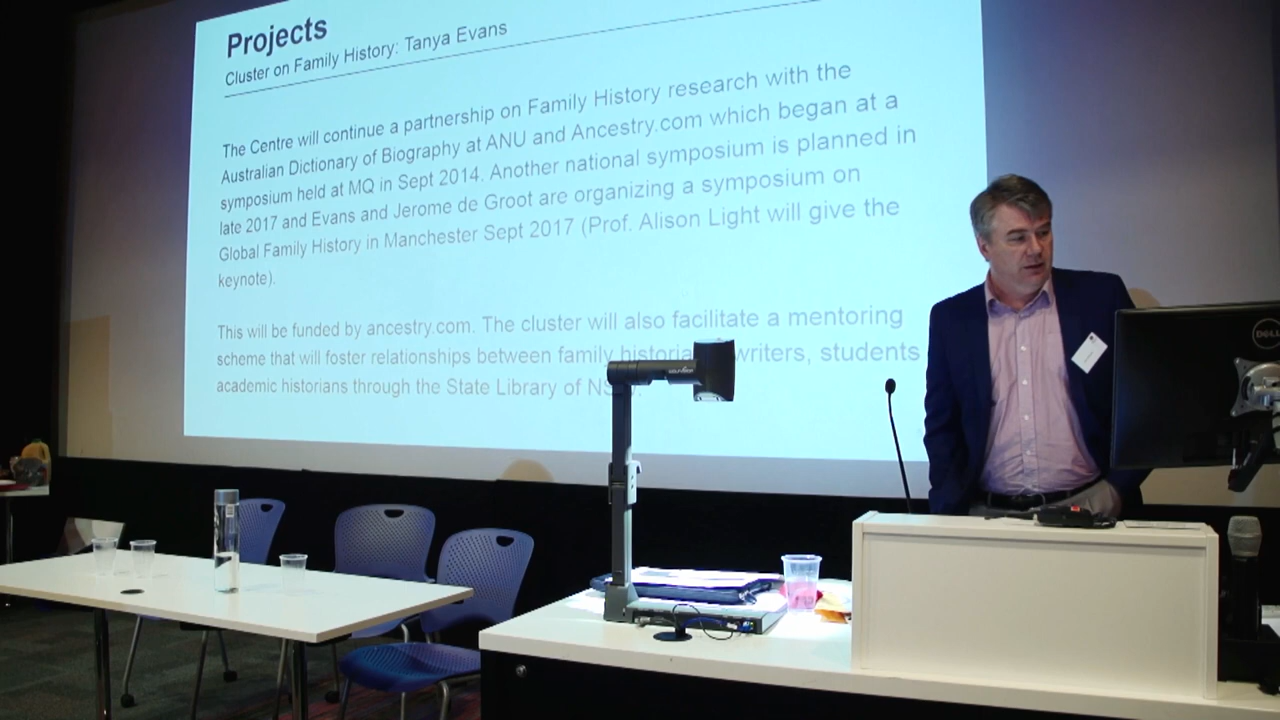 Projects
Cluster on Family History: Tanya Evans
The Centre will continue a partnership on Family History research with the
Australian Dictionary of Biography at ANU and Ancestry.com which began at a
symposium held at MQ in Sept 2014. Another national symposium is planned in
late 2017 and Evans and Jerome de Groot are organizing a symposium on
Global Family History in Manchester Sept 2017 (Prof. Alison Light will give the
keynote).
This will be funded by ancestry.com. The cluster will also facilitate a mentoring
scheme that will foster relationships between family writers, students
academic historians through the State Library of
DELL